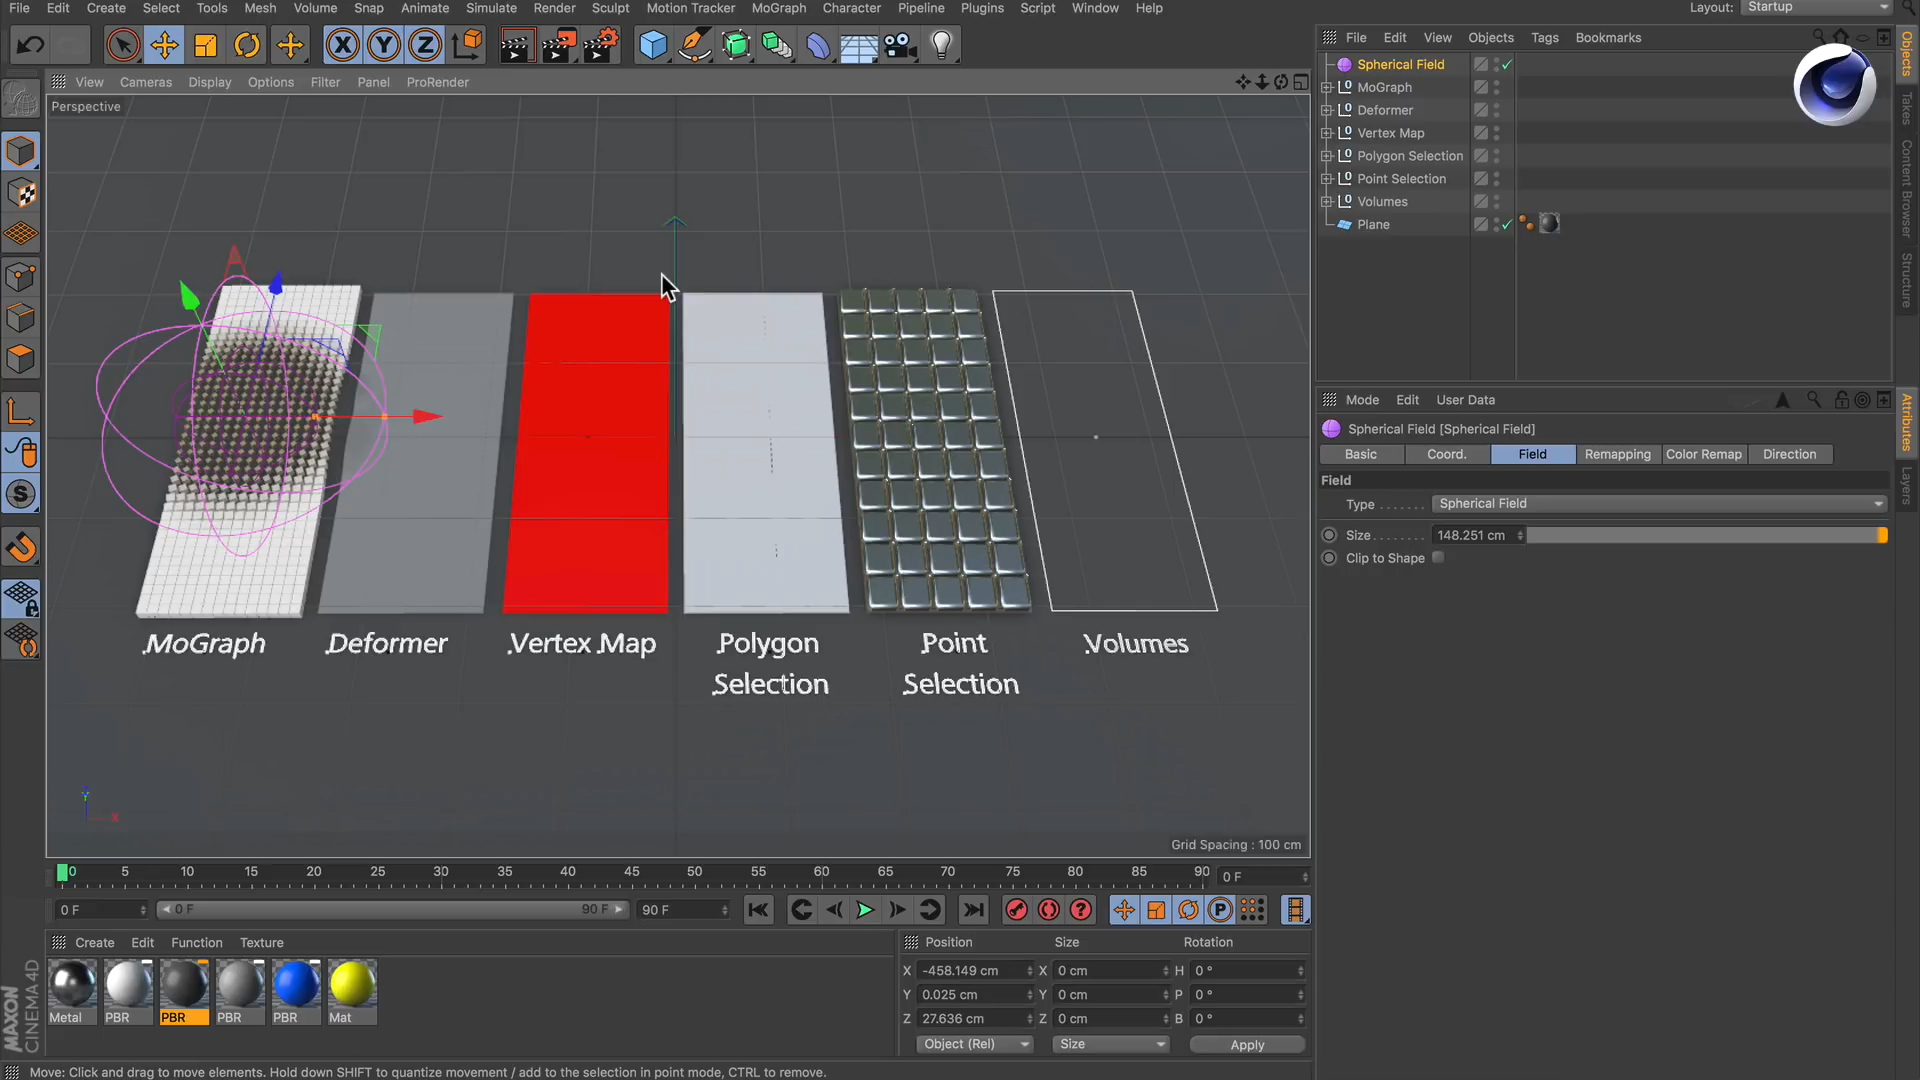 File Edit Create Select Tools Mesh Volume Snap Animate Simulate Render Sculpt Motion Tracker MoGraph Character Pipeline Plugins Script Window Help Layout: Startup
File Edit View Objects Tags Bookmarks
View Cameras Display Options Filter Panel ProRender
Perspective
Spherical Field
MoGraph
Deformer
Vertex Map
Polygon Selection
Point Selection
Volumes
Plane
Objects
Takes
Content Browser
Structure
MoGraph Deformer Vertex Map Polygon Selection Point Selection Volumes
Mode Edit User Data
Spherical Field [Spherical Field]
Basic Coord. Field Remapping Color Remap Direction
Field
Type Spherical Field
Size 148.251 cm
Clip to Shape
Attributes
Layers
Y
X
Grid Spacing : 100 cm
0 5 10 15 20 25 30 35 40 45 50 55 60 65 70 75 80 85 90 0 F
0 F 0 F 90 F 90 F
Create Edit Function Texture
Metal PBR PBR PBR PBR Mat
MAXON
CINEMA 4D
Position Size Rotation
X -458.149 cm X 0 cm H 0 °
Y 0.025 cm Y 0 cm P 0 °
Z 27.636 cm Z 0 cm B 0 °
Object (Rel) Size Apply
Move: Click and drag to move elements. Hold down SHIFT to quantize movement / add to the selection in point mode, CTRL to remove.